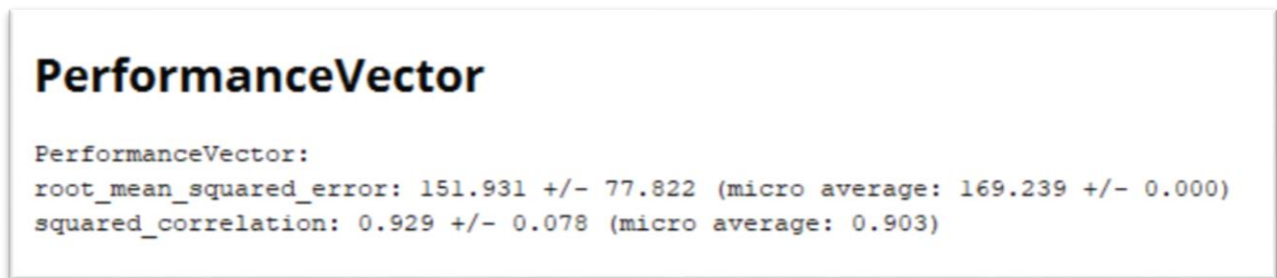 PerformanceVector
PerformanceVector:
root_mean_squared_error: 151.931 +/- 77.822 (micro average: 169.239 +/- 0.000)
squared_correlation: 0.929 +/- 0.078 (micro average: 0.903)